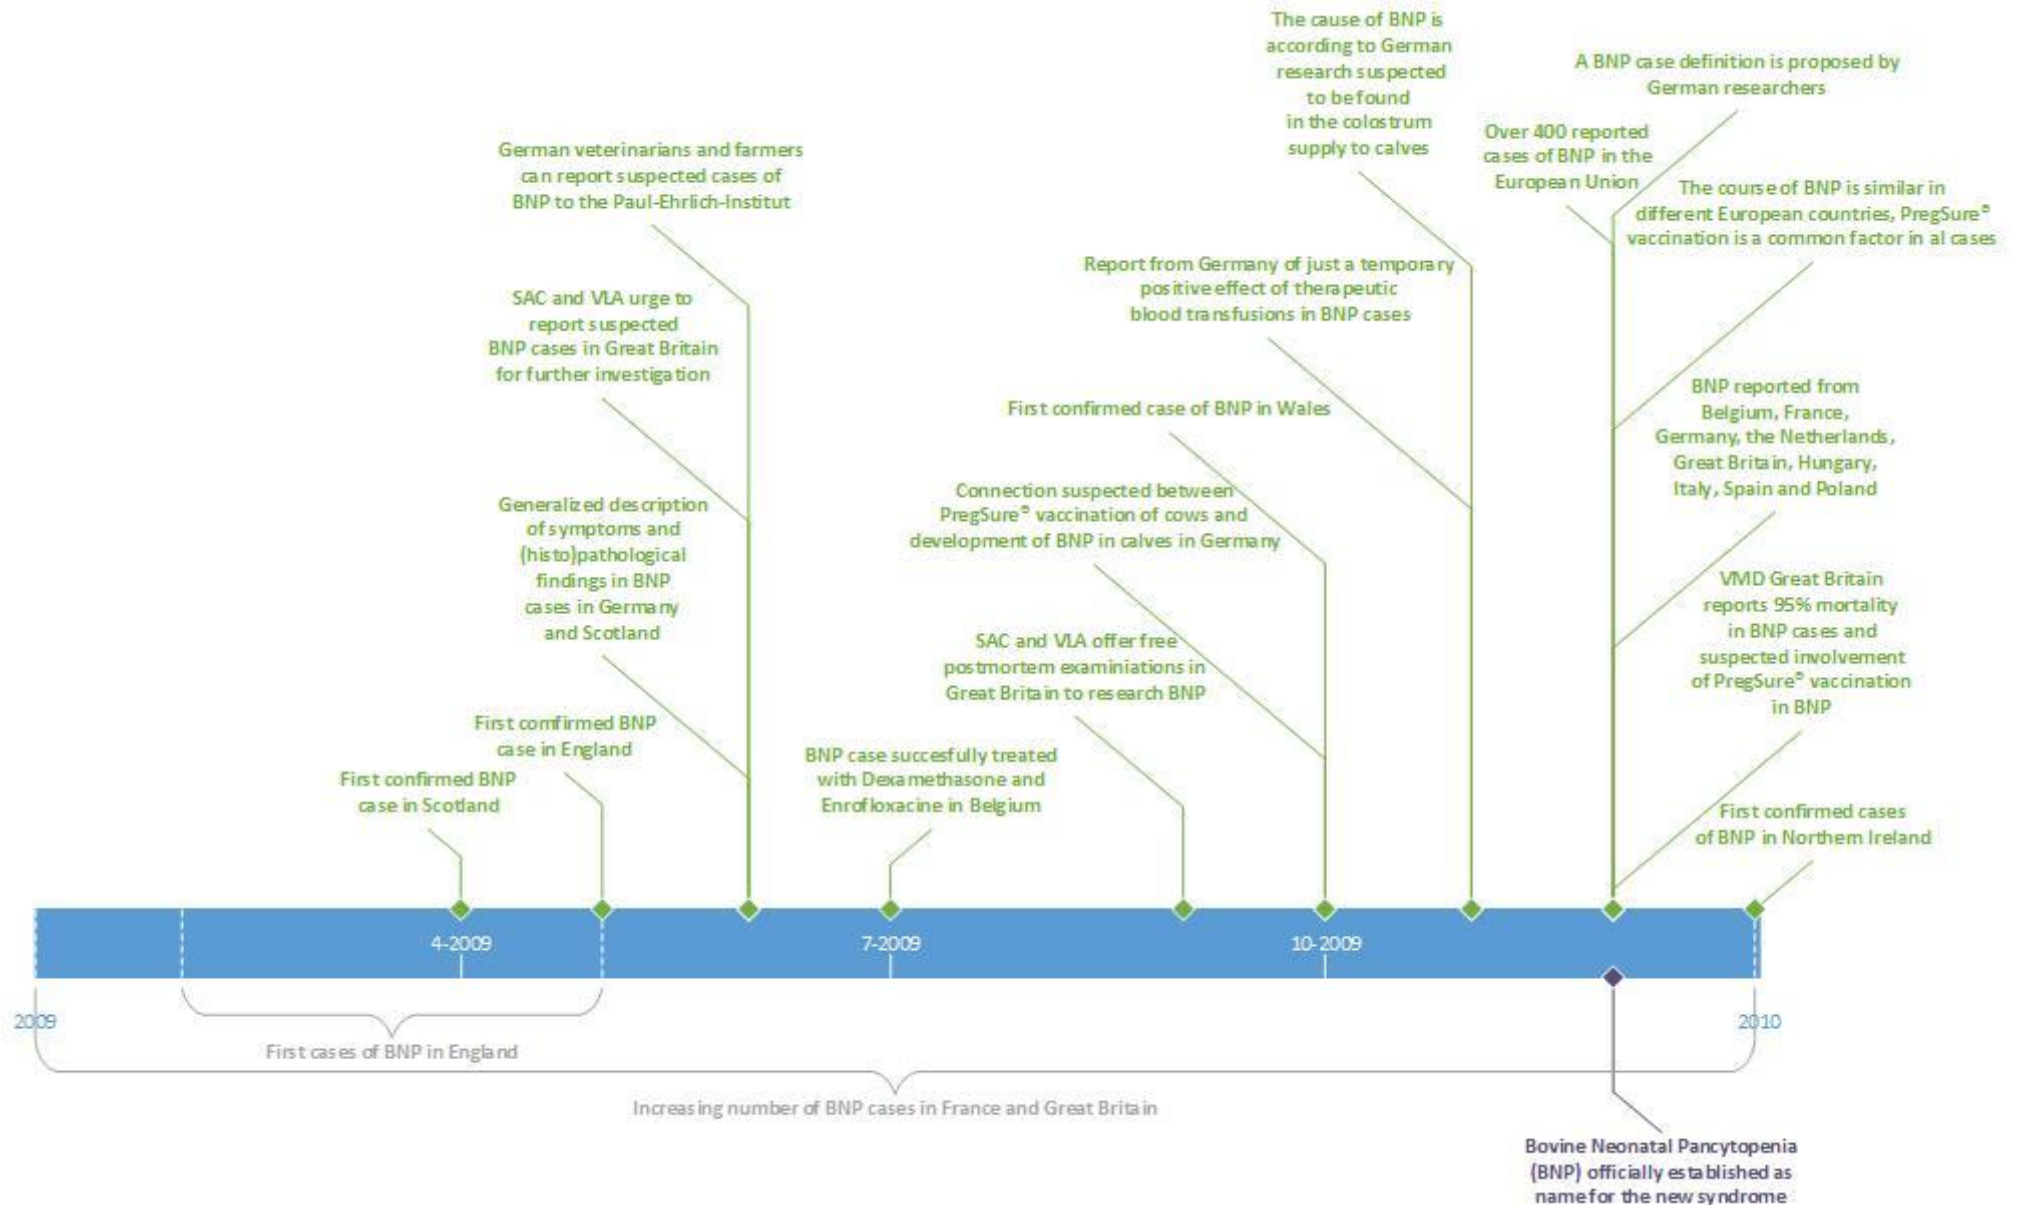 The cause of BNP is
according to German
research suspected
to be found
in the colostrum
supply to calves
A BNP case definition is proposed by
German researchers
Over 400 reported
cases of BNP in the
European Union
German veterinarians and farmers
can report suspected cases of
BNP to the Paul-Ehrlich-Institut
The course of BNP is similar in
different European countries, PregSure®
vaccination is a common factor in al cases
Report from Germany of just a temporary
positive effect of therapeutic
blood transfusions in BNP cases
SAC and VLA urge to
report suspected
BNP cases in Great Britain
for further investigation
First confirmed case of BNP in Wales
BNP reported from
Belgium, France,
Germany, the Netherlands,
Great Britain, Hungary,
Italy, Spain and Poland
Connection suspected between
PregSure® vaccination of cows and
development of BNP in calves in Germany
Generalized description
of symptoms and
(histo)pathological
findings in BNP
cases in Germany
and Scotland
VMD Great Britain
reports 95% mortality
in BNP cases and
suspected involvement
of PregSure® vaccination
in BNP
SAC and VLA offer free
postmortem examiniations in
Great Britain to research BNP
First comfirmed BNP
case in England
BNP case succesfully treated
with Dexamethasone and
Enrofloxacine in Belgium
First confirmed BNP
case in Scotland
First confirmed cases
of BNP in Northern Ireland
4-2009
7-2009
10-2009
2009
2010
First cases of BNP in England
Increasing number of BNP cases in France and Great Britain
Bovine Neonatal Pancytopenia
(BNP) officially established as
name for the new syndrome